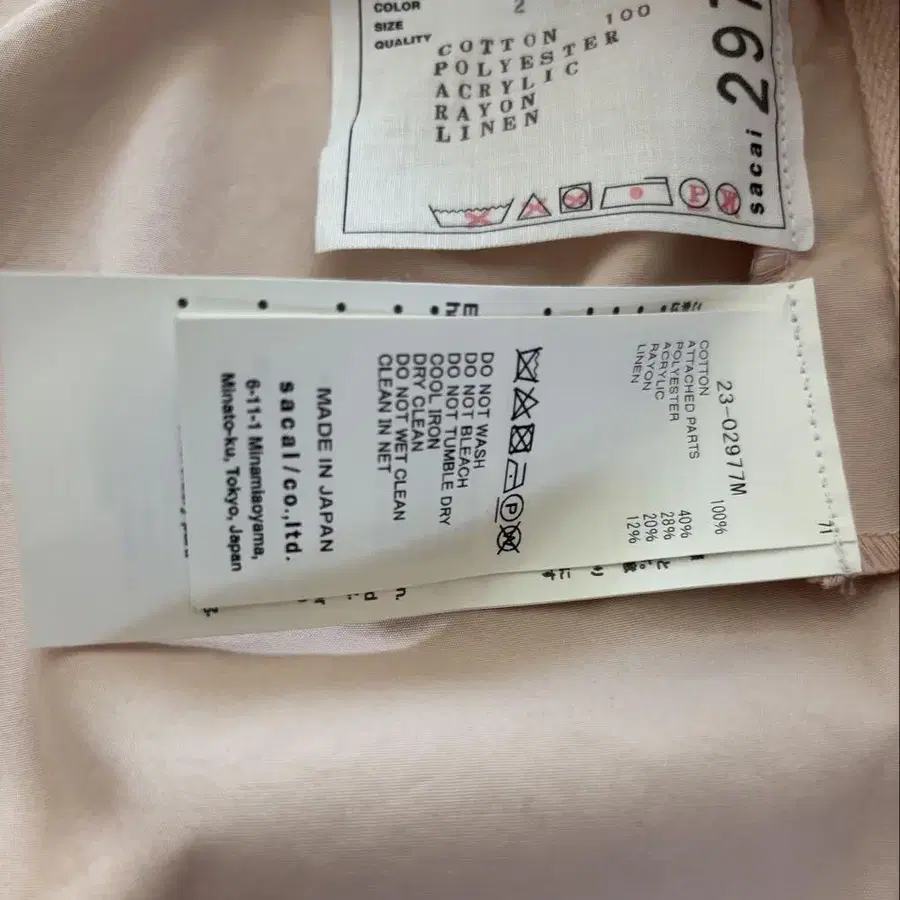 COLOR
SIZE 2
QUALITY
COTTON 100
POLYESTER
ACRYLIC
RAYON
LINEN
P
sacai 297
23-02977M
COTTON 100%
ATTACHED PARTS
POLYESTER 40%
ACRYLIC 28%
RAYON 20%
LINEN 12%
P
DO NOT WASH
DO NOT BLEACH
DO NOT TUMBLE DRY
COOL IRON
DRY CLEAN
DO NOT WET CLEAN
CLEAN IN NET
MADE IN JAPAN
sacai/co.,ltd.
6-11-1 Minamiaoyama,
Minato-ku, Tokyo, Japan